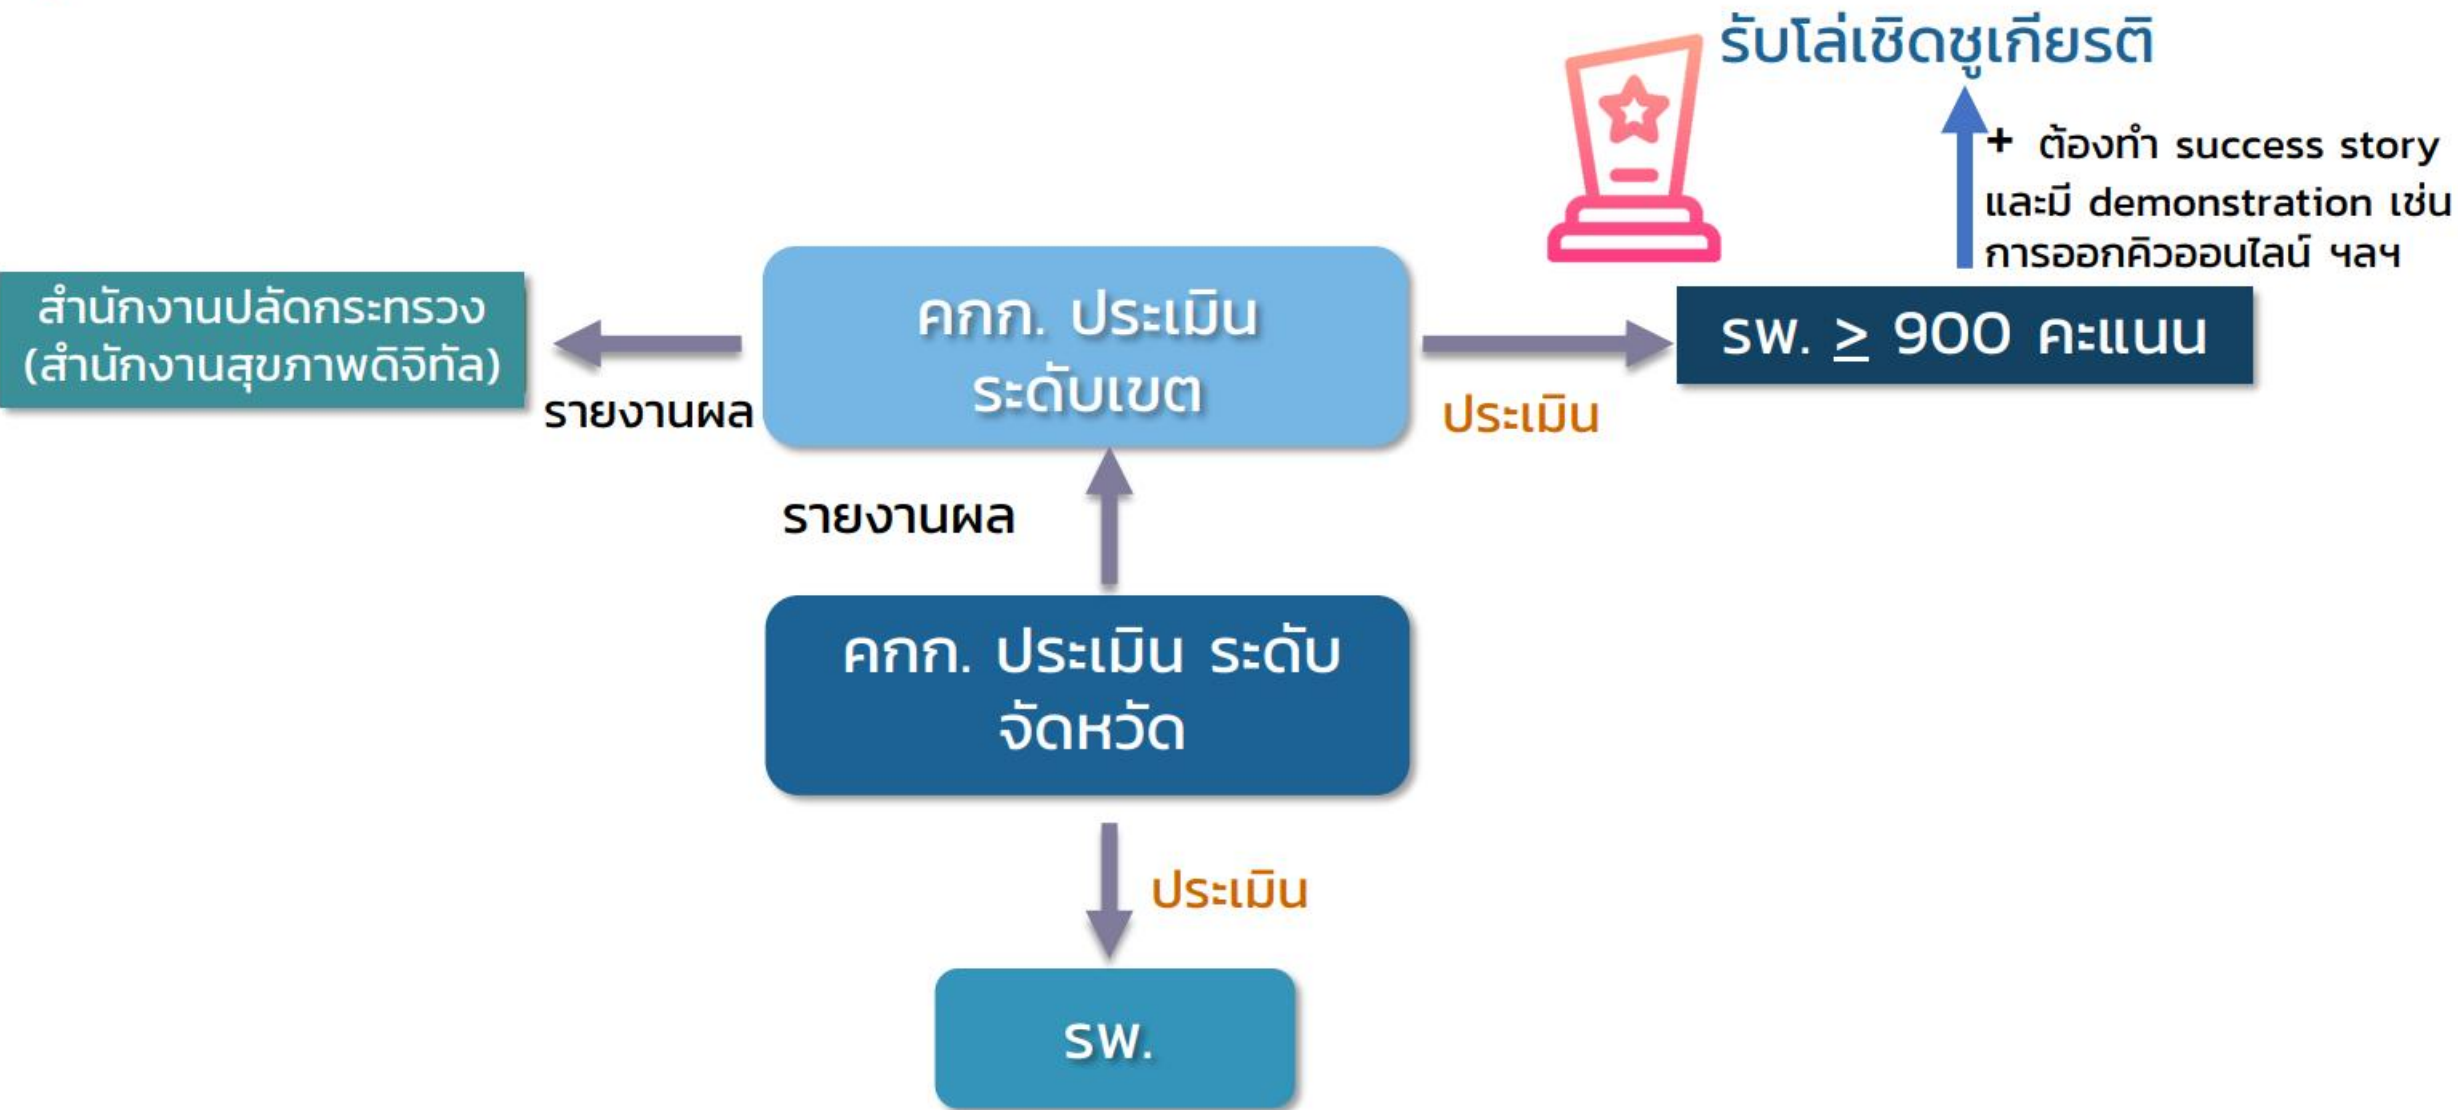 รับโล่เชิดชูเกียรติ
+ ต้องทำ success story
และมี demonstration เช่น
การออกคิวออนไลน์ ฯลฯ
สำนักงานปลัดกระทรวง
(สำนักงานสุขภาพดิจิทัล)
รายงานผล
คกก. ประเมิน
ระดับเขต
ประเมิน
รพ. ≥ 900 คะแนน
รายงานผล
คกก. ประเมิน ระดับ
จัดหวัด
ประเมิน
รพ.